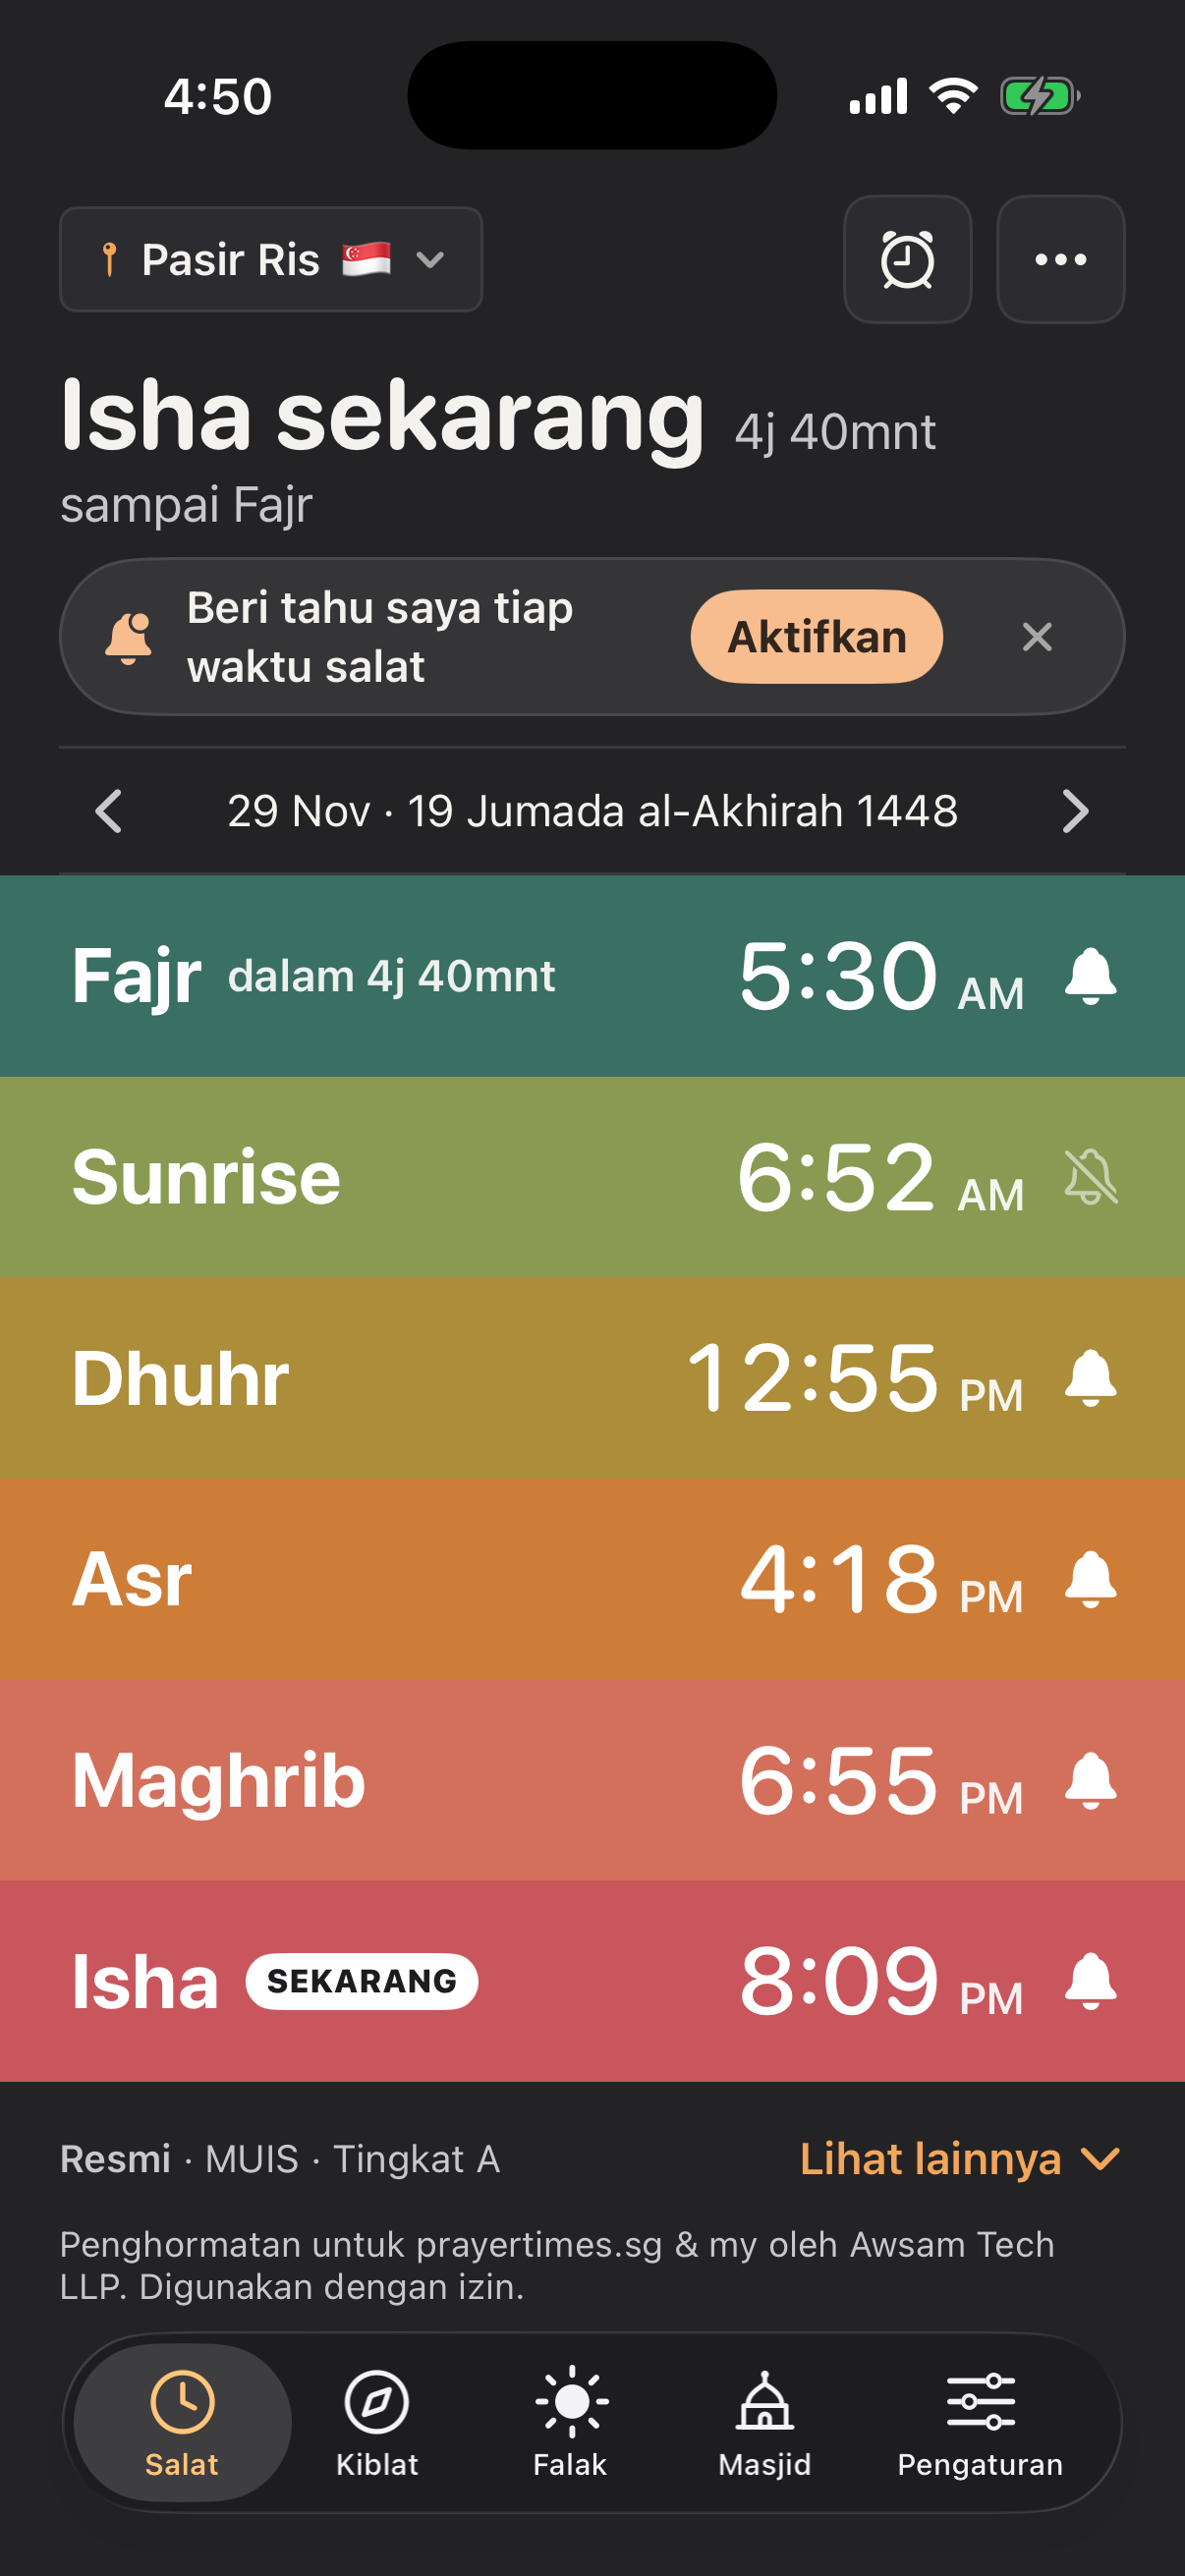 4:50
Pasir Ris
Isha sekarang 4j 40mnt
sampai Fajr
Beri tahu saya tiap
waktu salat
Aktifkan
29 Nov · 19 Jumada al-Akhirah 1448
Fajr dalam 4j 40mnt 5:30 AM
Sunrise 6:52 AM
Dhuhr 12:55 PM
Asr 4:18 PM
Maghrib 6:55 PM
Isha SEKARANG 8:09 PM
Resmi · MUIS · Tingkat A
Lihat lainnya
Penghormatan untuk prayertimes.sg & my oleh Awsam Tech
LLP. Digunakan dengan izin.
Salat Kiblat Falak Masjid Pengaturan